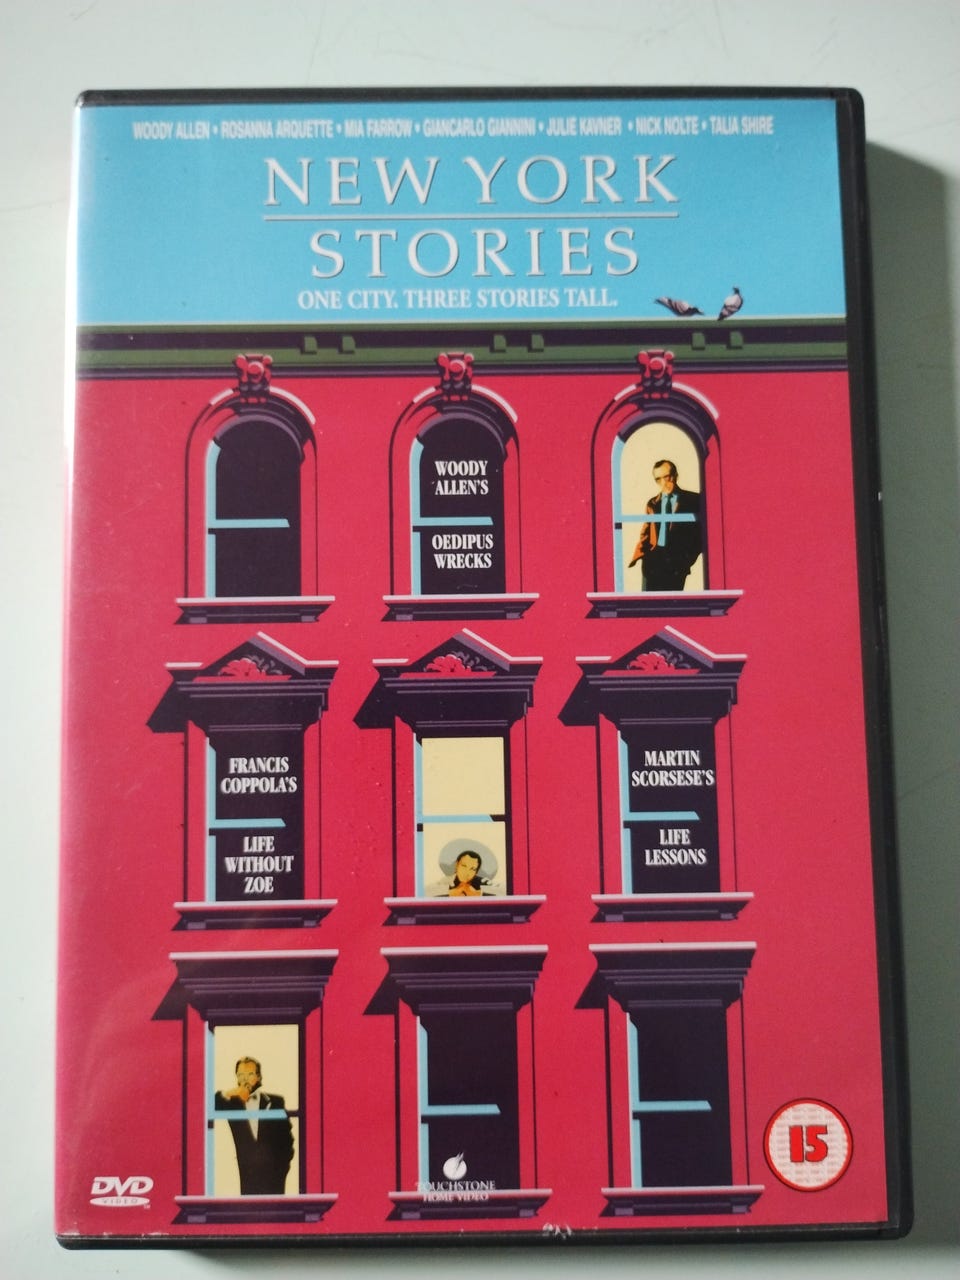 WOODY ALLEN • ROSANNA ARQUETTE • MIA FARROW • GIANCARLO GIANNINI • JULIE KAVNER • NICK NOLTE • TALIA SHIRE
NEW YORK
STORIES
ONE CITY. THREE STORIES TALL.
WOODY
ALLEN'S
OEDIPUS
WRECKS
FRANCIS
COPPOLA'S
LIFE
WITHOUT
ZOE
MARTIN
SCORSESE'S
LIFE
LESSONS
15
DVD
VIDEO
TOUCHSTONE
HOME VIDEO